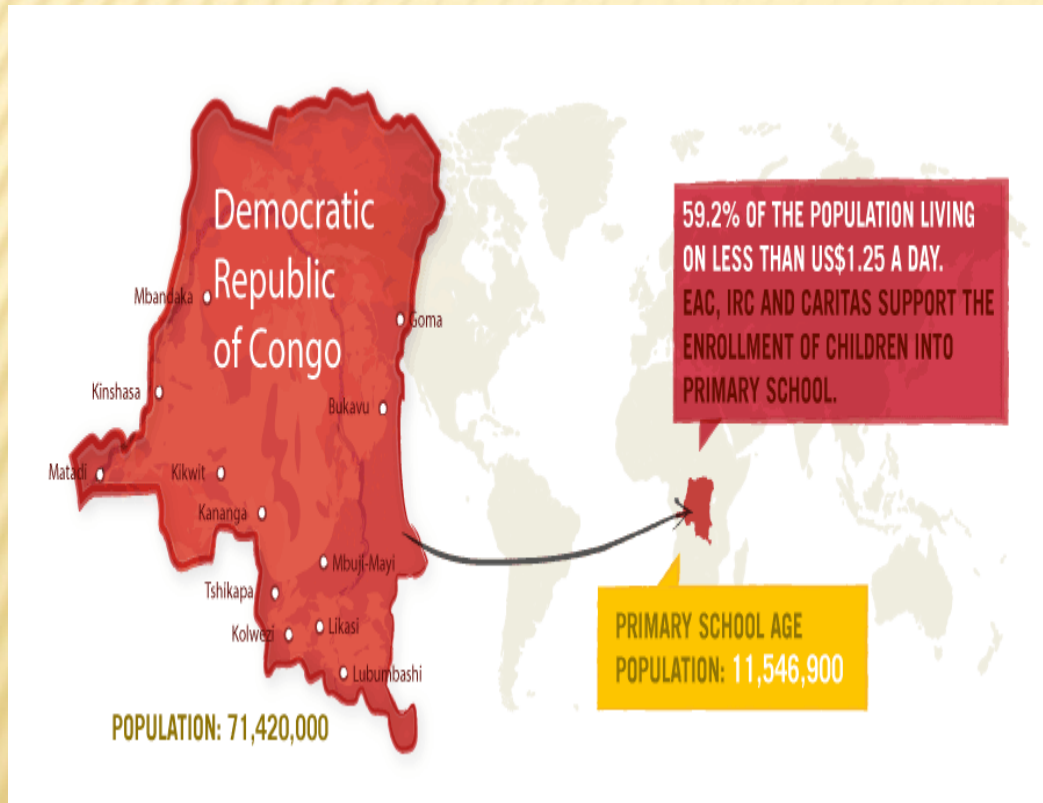 Democratic
Republic
of Congo
Mbandaka
Goma
Kinshasa
Bukavu
Matadi
Kikwit
Kananga
Mbuji-Mayi
Tshikapa
Kolwezi
Likasi
Lubumbashi
POPULATION: 71,420,000
59.2% OF THE POPULATION LIVING
ON LESS THAN US$1.25 A DAY.
EAC, IRC AND CARITAS SUPPORT THE
ENROLLMENT OF CHILDREN INTO
PRIMARY SCHOOL.
PRIMARY SCHOOL AGE
POPULATION: 11,546,900